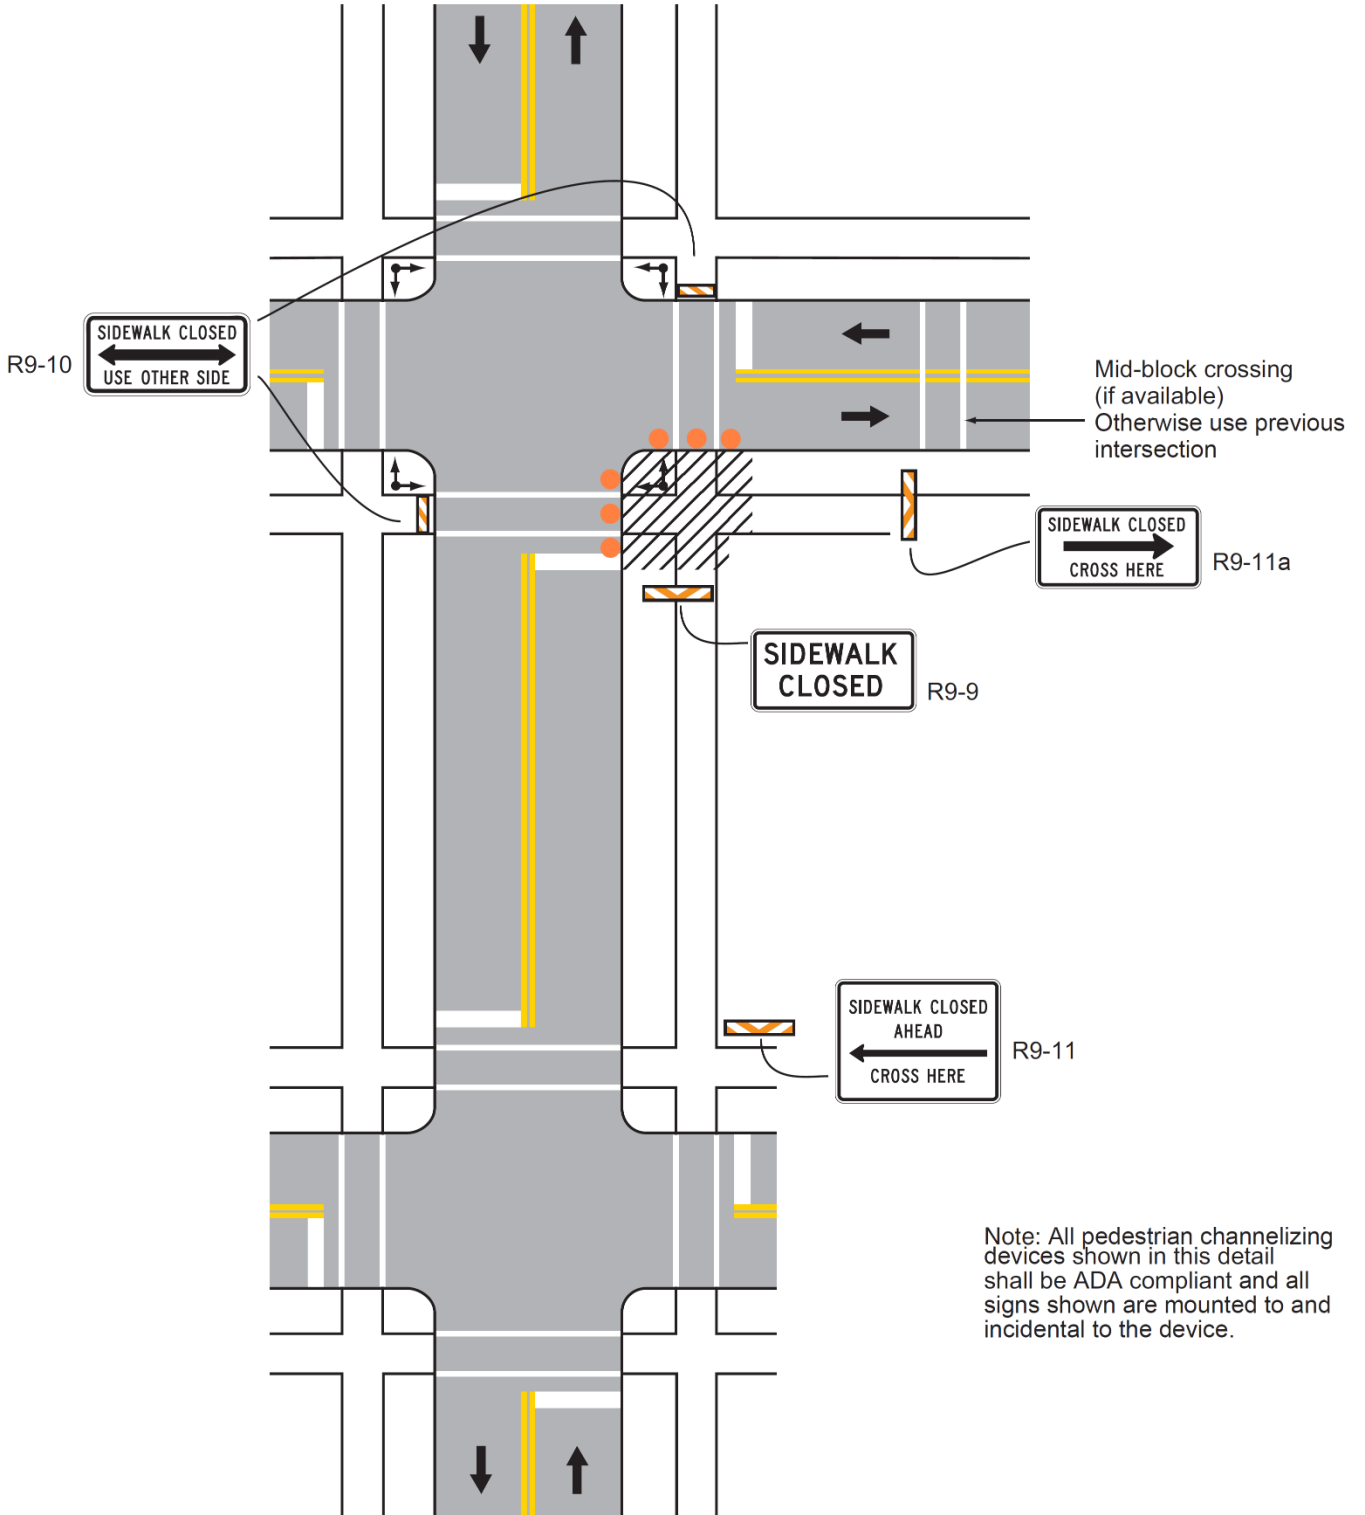 R9-10
SIDEWALK CLOSED
USE OTHER SIDE
Mid-block crossing
(if available)
Otherwise use previous
intersection
SIDEWALK CLOSED
CROSS HERE
R9-11a
SIDEWALK
CLOSED
R9-9
SIDEWALK CLOSED
AHEAD
CROSS HERE
R9-11
Note: All pedestrian channelizing
devices shown in this detail
shall be ADA compliant and all
signs shown are mounted to and
incidental to the device.